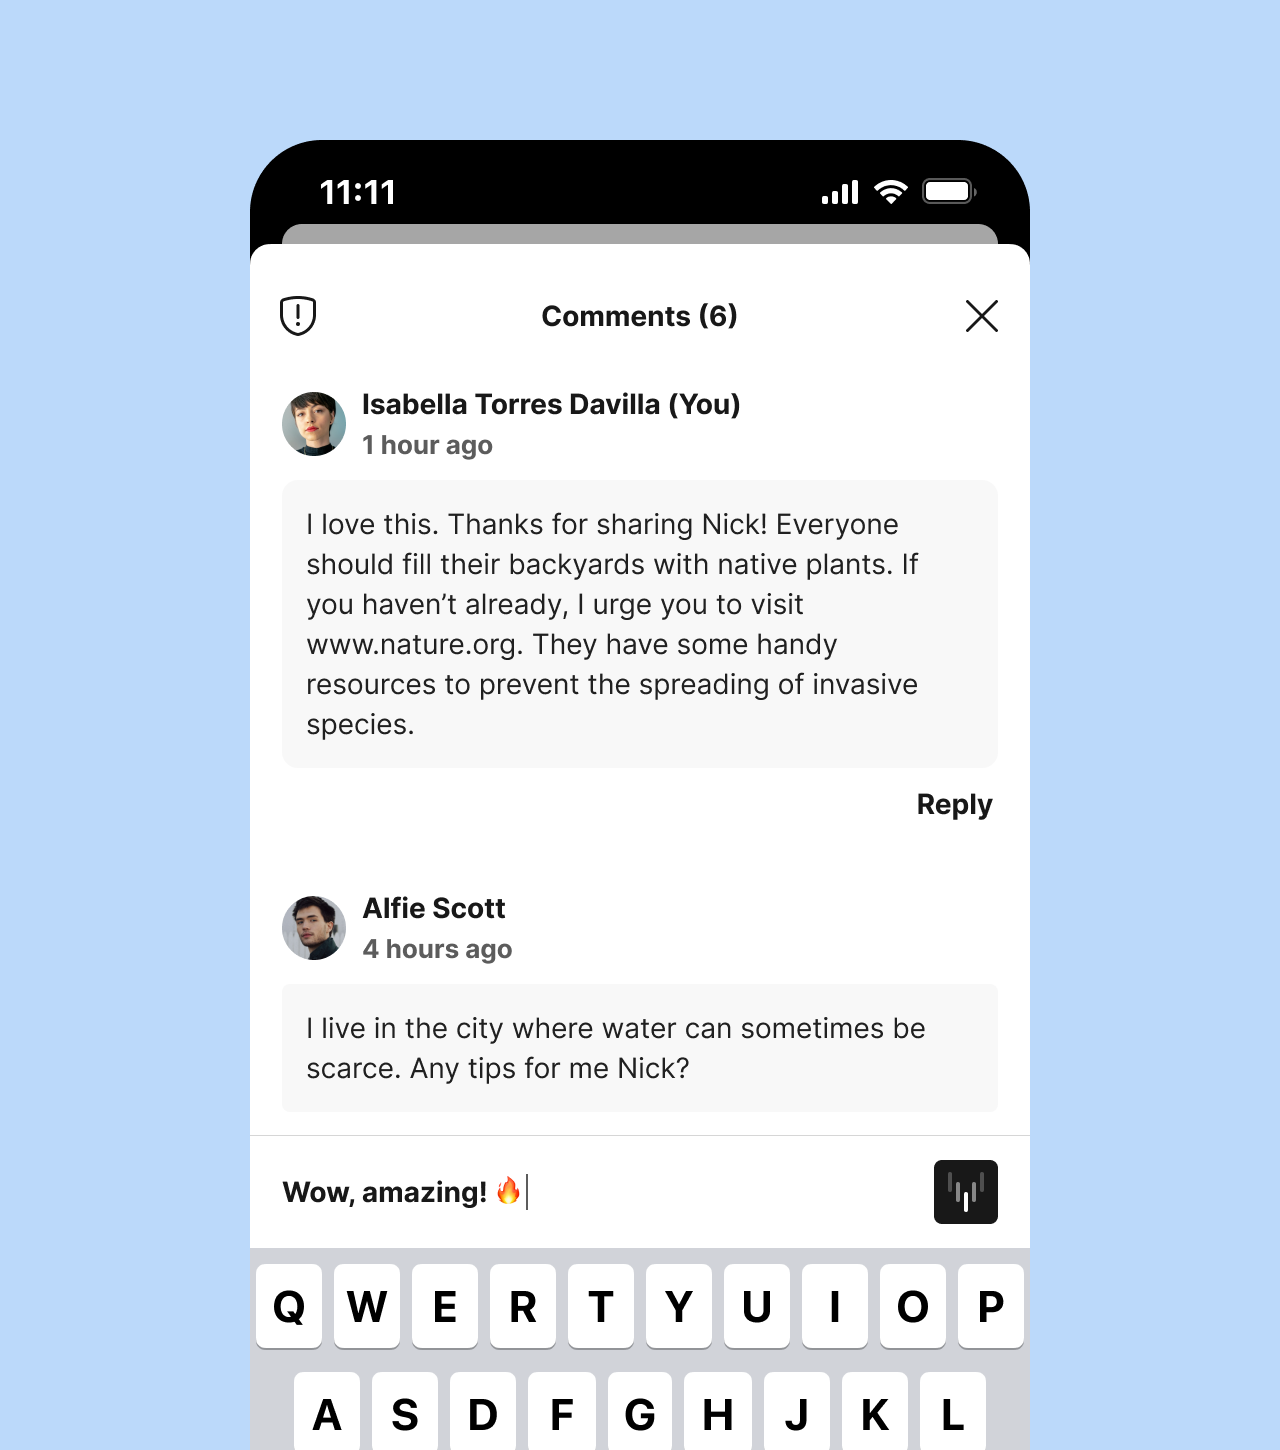 11:11
Comments (6)
Isabella Torres Davilla (You)
1 hour ago
I love this. Thanks for sharing Nick! Everyone
should fill their backyards with native plants. If
you haven’t already, I urge you to visit
www.nature.org. They have some handy
resources to prevent the spreading of invasive
species.
Reply
Alfie Scott
4 hours ago
I live in the city where water can sometimes be
scarce. Any tips for me Nick?
Wow, amazing! 🔥
Q W E R T Y U I O P
A S D F G H J K L